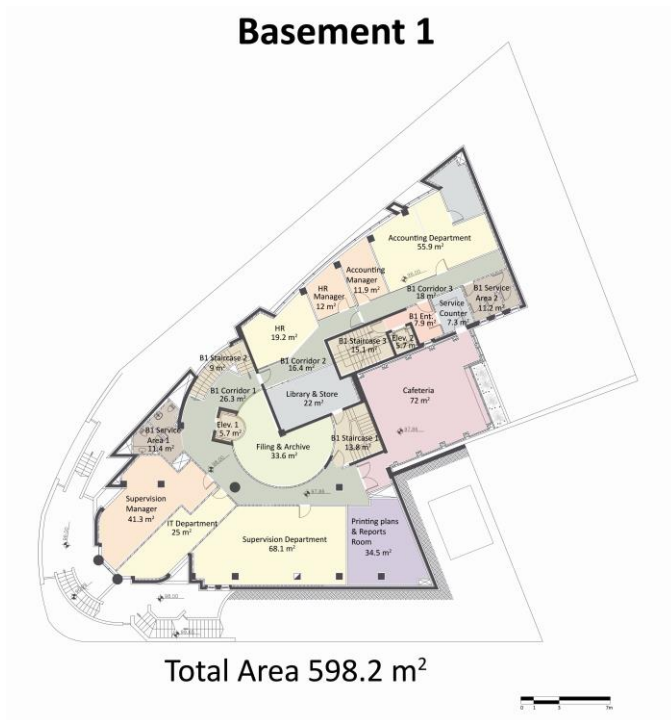 Basement 1
Accounting Department
55.9 m²
Accounting
Manager
11.9 m²
HR
Manager
12 m²
B1 Corridor 3
18 m²
B1 Service
Area 2
11.2 m²
Service
Counter
7.3 m²
B1 Ent.
7.9 m²
HR
19.2 m²
B1 Staircase 3
15.1 m²
Elev. 2
5.7 m²
B1 Staircase 2
9 m²
B1 Corridor 2
16.4 m²
B1 Corridor 1
26.3 m²
Library & Store
22 m²
Cafeteria
72 m²
Elev. 1
5.7 m²
B1 Service
Area 1
11.4 m²
Filing & Archive
33.6 m²
B1 Staircase 1
13.8 m²
Supervision
Manager
41.3 m²
IT Department
25 m²
Supervision Department
68.1 m²
Printing plans
& Reports
Room
34.5 m²
Total Area 598.2 m²